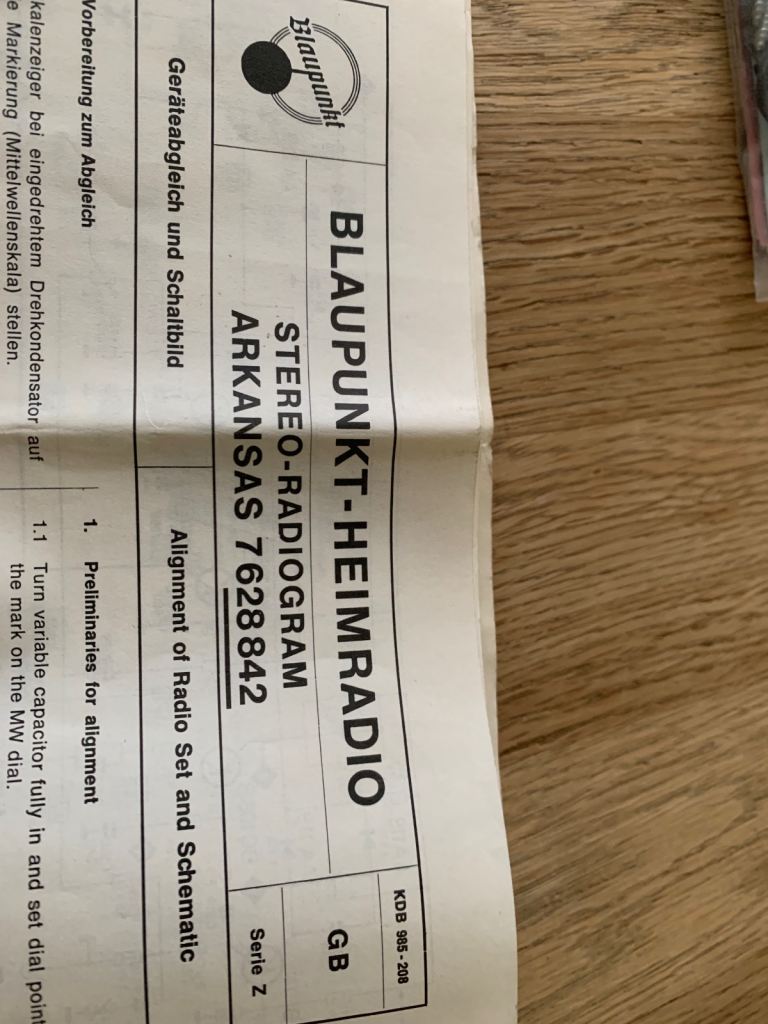 Blaupunkt
BLAUPUNKT-HEIMRADIO
STEREO-RADIOGRAM
ARKANSAS 7 628 842
KDB 985-208
GB
Serie Z
Geräteabgleich und Schaltbild
Alignment of Radio Set and Schematic
Vorbereitung zum Abgleich
kalenzeiger bei eingedrehtem Drehkondensator auf
e Markierung (Mittelwellenskala) stellen.
1. Preliminaries for alignment
1.1 Turn variable capacitor fully in and set dial point
the mark on the MW dial.